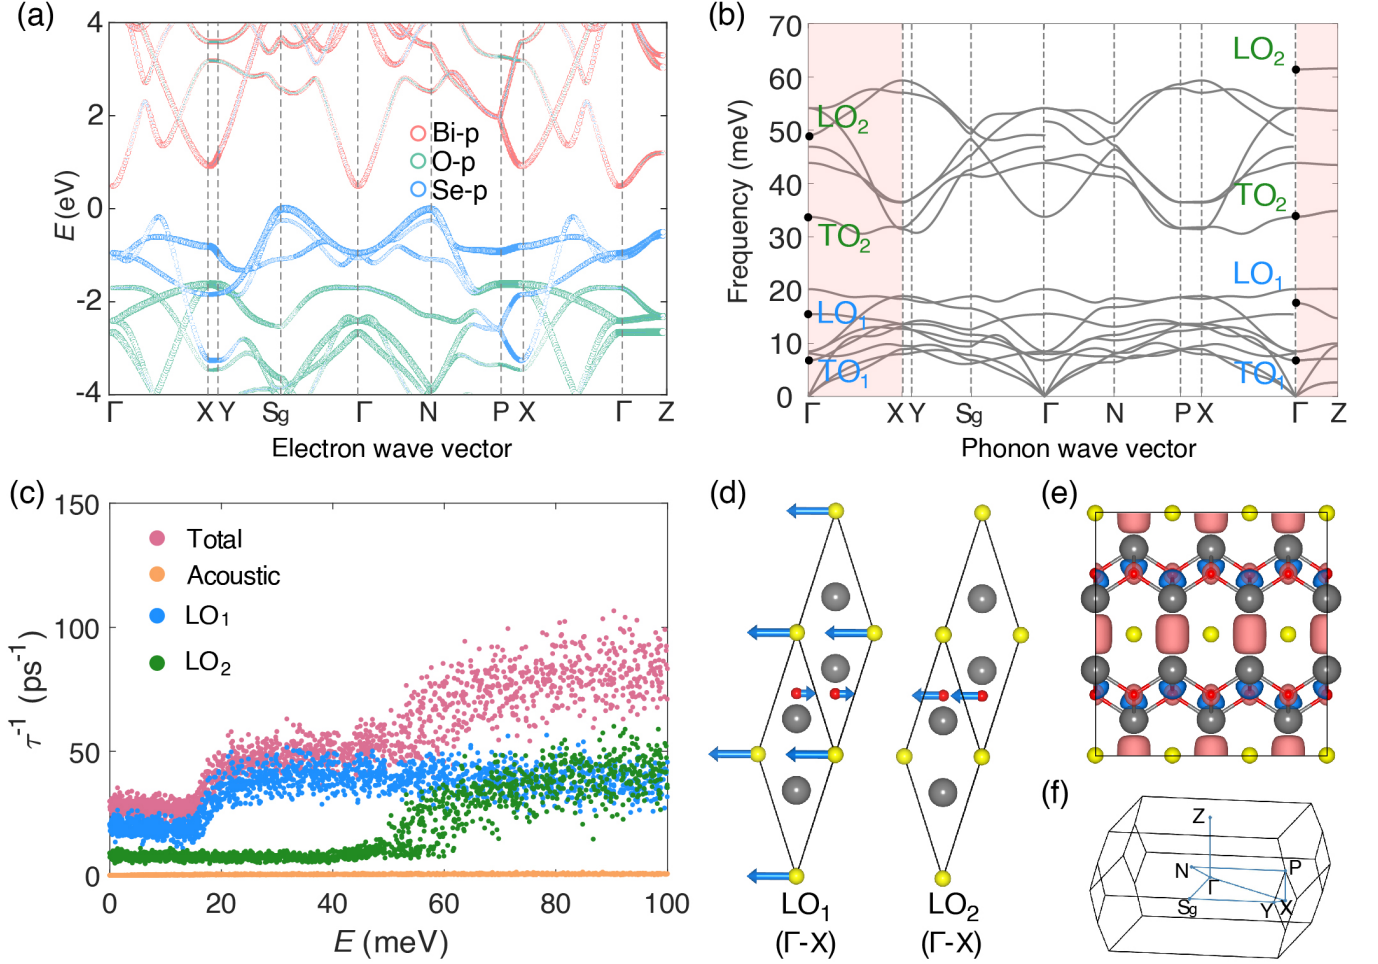 (a)
4
2
0
-2
-4
E (eV)
Bi-p
O-p
Se-p
Γ X Y Sg Γ N P X Γ Z
Electron wave vector
(b)
70
60
50
40
30
20
10
0
Frequency (meV)
LO2
TO2
LO1
TO1
LO2
TO2
LO1
TO1
Γ X Y Sg Γ N P X Γ Z
Phonon wave vector
(c)
150
100
50
0
τ-1 (ps-1)
Total
Acoustic
LO1
LO2
0 20 40 60 80 100
E (meV)
(d)
LO1 LO2
(Γ-X) (Γ-X)
(e)
(f)
Z
N P
Γ
Sg Y X